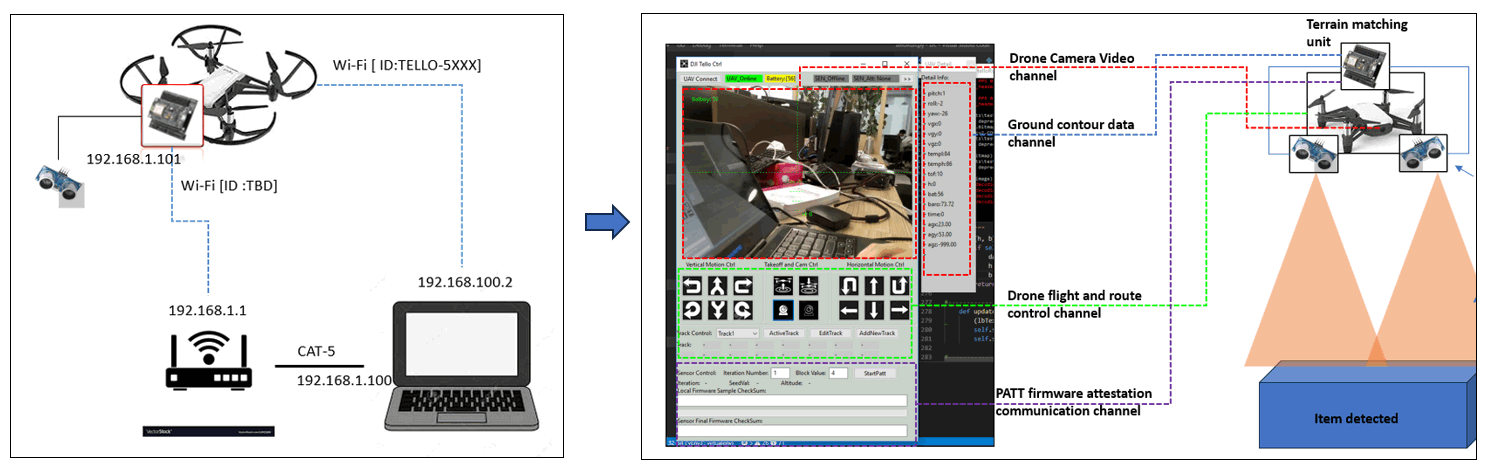 Wi-Fi [ ID:TELLO-5XXX]
192.168.1.101
Wi-Fi [ID :TBD]
192.168.100.2
192.168.1.1
CAT-5
192.168.1.100
VectorStock
Terrain matching
unit
Drone Camera Video
channel
Ground contour data
channel
Drone flight and route
control channel
PATT firmware attestation
communication channel
Item detected
DJI Tello Ctrl
UAV Connect
UAV_Online
Battery:[56]
SEN_Offline
SEN_Att: None
>>
UAV Detail
Detail Info:
pitch:1
roll:-2
yaw:-26
vgx:0
vgy:0
vgz:0
templ:84
temph:86
tof:10
h:0
bat:56
baro:73.72
time:0
agx:23.00
agy:53.00
agz:-999.00
Vertical Motion Ctrl
Takeoff and Cam Ctrl
Horizontal Motion Ctrl
Track Control:
Track1
ActiveTrack
EditTrack
AddNewTrack
Track:
Sensor Control:
Iteration Number:
1
Block Value:
4
StartPatt
Iteration: -
SeedVal: -
Altitude: -
Local Firmware Sample CheckSum:
Sensor Final Firmware CheckSum: